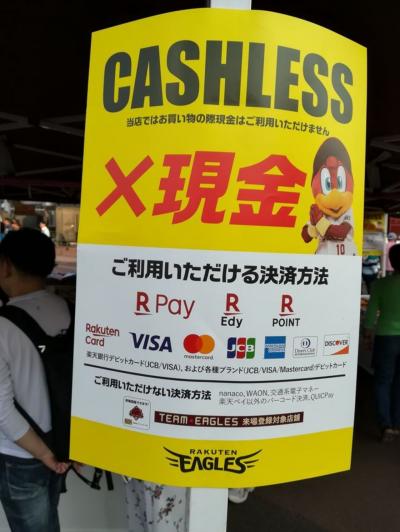 CASHLESS
当店ではお買い物の際現金はご利用いただけません
×現金
10
ご利用いただける決済方法
R Pay R Edy R POINT
Rakuten Card VISA mastercard JCB Diners Club INTERNATIONAL DISCOVER
楽天銀行デビットカード(JCB/VISA)、および各種ブランド(JCB/VISA/Mastercard)デビットカード
ご利用いただけない決済方法
nanaco, WAON, 交通系電子マネー
楽天ペイ以外のバーコード決済、QUICPay
TEAM EAGLES 来場登録対象店舗
RAKUTEN
EAGLES